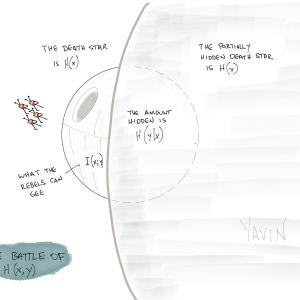 THE DEATH STAR
IS H(X)
THE PARTIALLY
HIDDEN DEATH STAR
IS H(Y)
THE AMOUNT
HIDDEN IS
H(Y|X)
I(X;Y)
WHAT THE
REBELS CAN
SEE
YAVIN
BATTLE OF
H(X,Y)